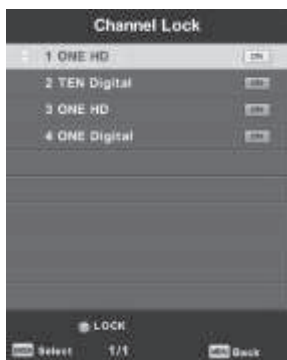 Channel Lock
1 ONE HD
2 TEN Digital
3 ONE HD
4 ONE Digital
LOCK
Select 1/1 Back